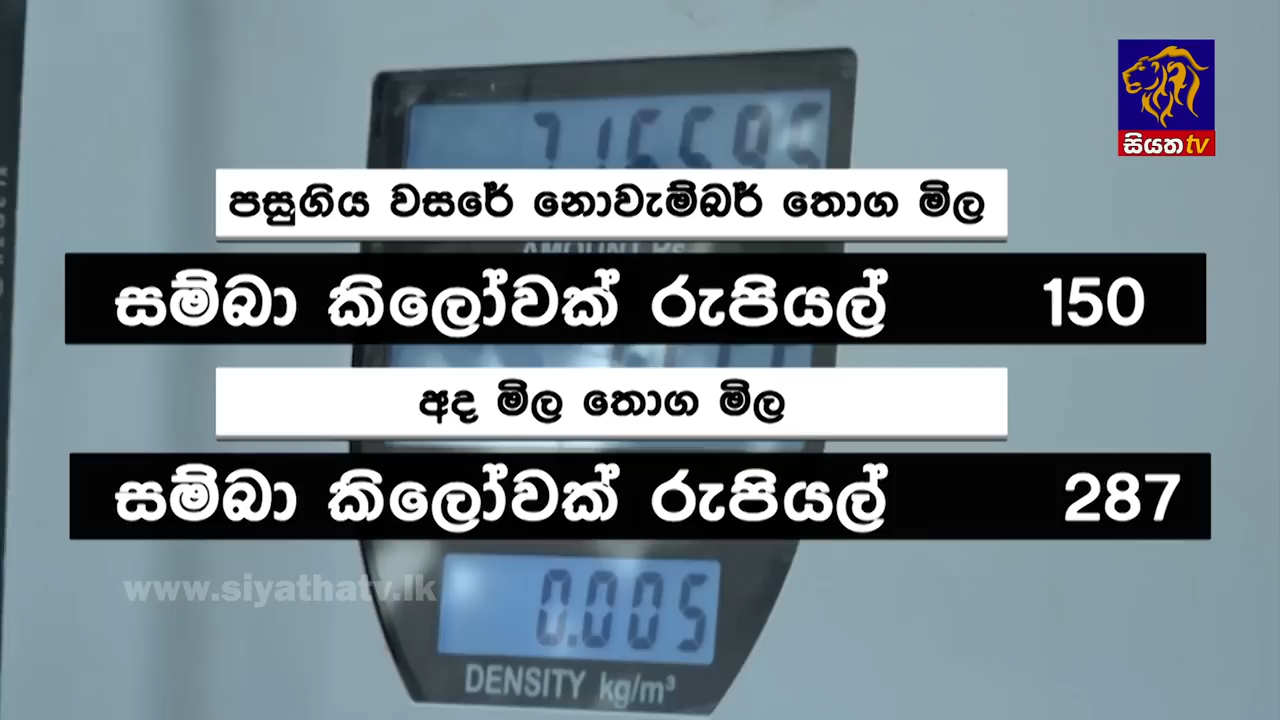 සියත tv
පසුගිය වසරේ නොවැම්බර් තොග මිල
සම්බා කිලෝවක් රුපියල් 150
අද මිල තොග මිල
සම්බා කිලෝවක් රුපියල් 287
www.siyathatv.lk
0.005
DENSITY kg/m³